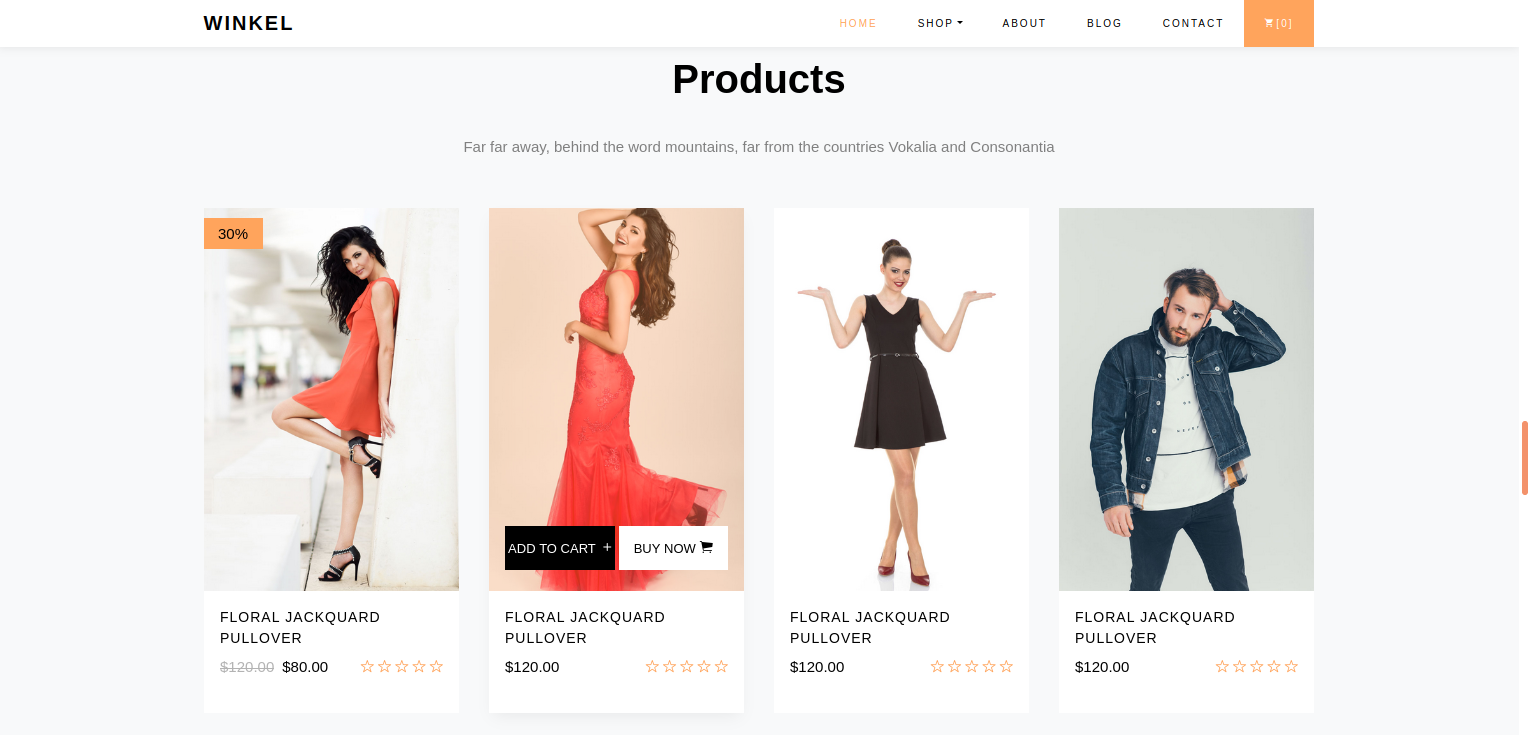 WINKEL
HOME SHOP ABOUT BLOG CONTACT [0]
Products
Far far away, behind the word mountains, far from the countries Vokalia and Consonantia
30%
ADD TO CART + BUY NOW
FLORAL JACKQUARD
PULLOVER
$120.00 $80.00
FLORAL JACKQUARD
PULLOVER
$120.00
FLORAL JACKQUARD
PULLOVER
$120.00
FLORAL JACKQUARD
PULLOVER
$120.00